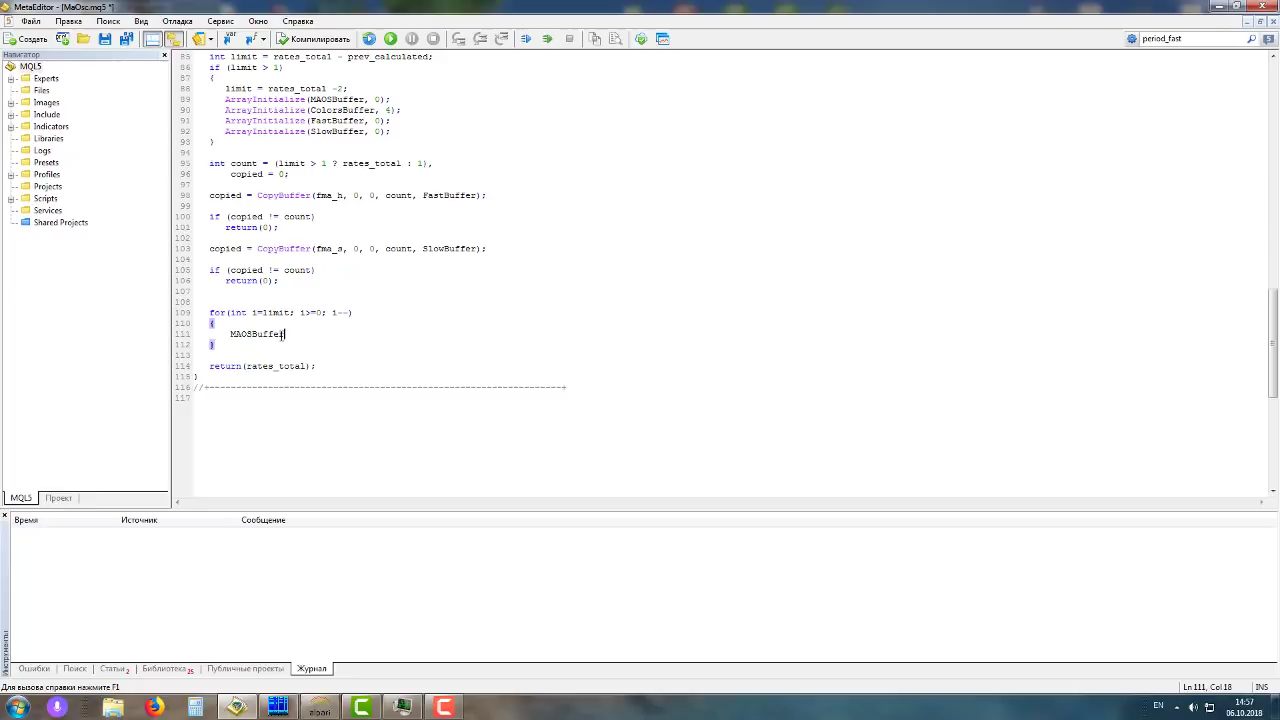 MetaEditor - [MaOsc.mq5 *]
Файл Правка Поиск Вид Отладка Сервис Окно Справка
Создать Компилировать period_fast
Навигатор
MQL5
Experts
Files
Images
Include
Indicators
Libraries
Logs
Presets
Profiles
Projects
Scripts
Services
Shared Projects
MQL5 Проект
85 int limit = rates_total - prev_calculated;
86 if (limit > 1)
87 {
88 limit = rates_total -2;
89 ArrayInitialize(MAOSBuffer, 0);
90 ArrayInitialize(ColorsBuffer, 4);
91 ArrayInitialize(FastBuffer, 0);
92 ArrayInitialize(SlowBuffer, 0);
93 }
94
95 int count = (limit > 1 ? rates_total : 1),
96 copied = 0;
97
98 copied = CopyBuffer(fma_h, 0, 0, count, FastBuffer);
99
100 if (copied != count)
101 return(0);
102
103 copied = CopyBuffer(fma_s, 0, 0, count, SlowBuffer);
104
105 if (copied != count)
106 return(0);
107
108
109 for(int i=limit; i>=0; i--)
110 {
111 MAOSBuffer
112 }
113
114 return(rates_total);
115 }
116 //+------------------------------------------------------------------+
117
Время Источник Сообщение
Инструменты
Ошибки Поиск Статьи 2 Библиотека Публичные проекты Журнал
Для вызова справки нажмите F1 Ln 111, Col 18 INS
alpari EN 14:57
06.10.2018